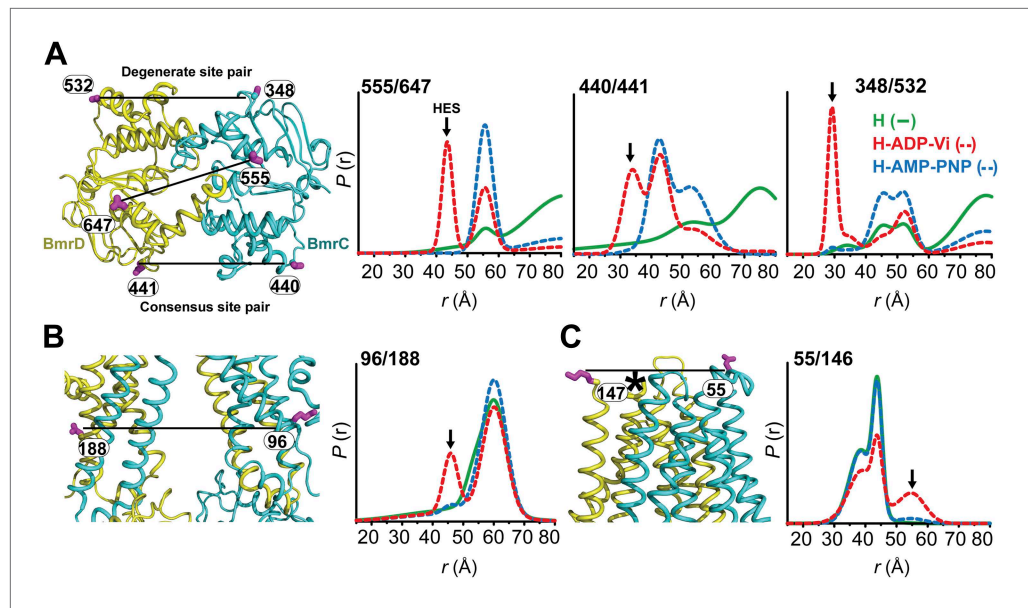 A
Degenerate site pair
532
348
555
647
BmrD
BmrC
441
440
Consensus site pair
555/647
HES
P (r)
20 30 40 50 60 70 80
r (Å)
440/441
20 30 40 50 60 70 80
r (Å)
348/532
H (–)
H-ADP-Vi (--)
H-AMP-PNP (--)
20 30 40 50 60 70 80
r (Å)
B
188
96
96/188
P (r)
20 30 40 50 60 70 80
r (Å)
C
147
*
55
55/146
P (r)
20 30 40 50 60 70 80
r (Å)